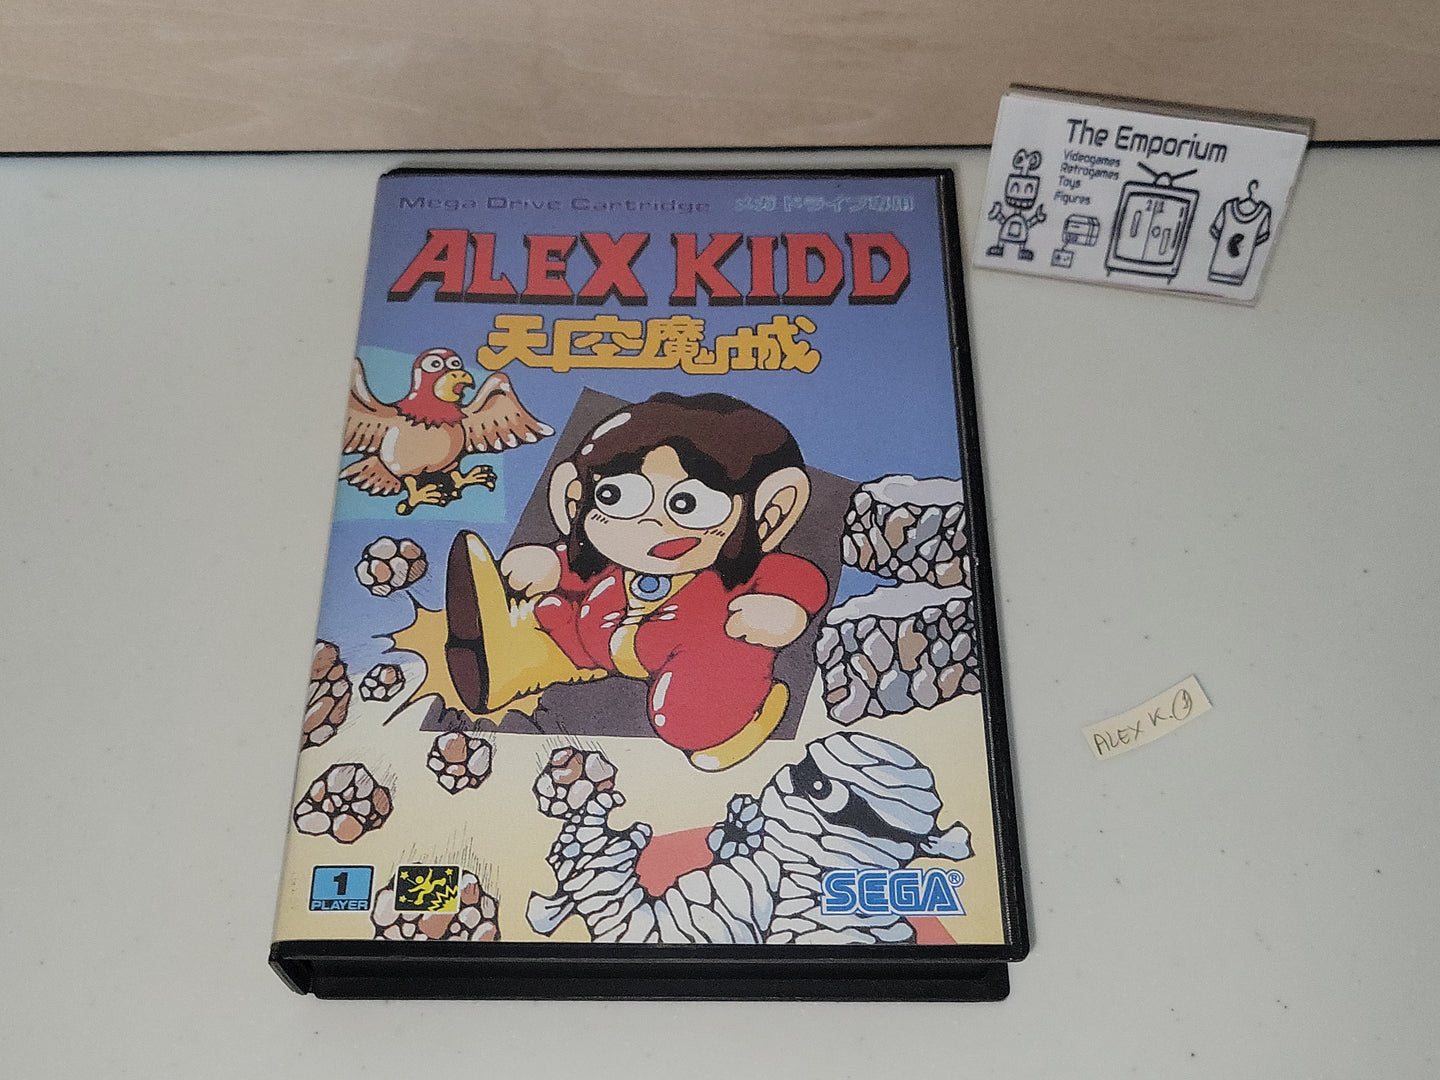 Mega Drive Cartridge メガドライブ専用
ALEX KIDD
天空魔城
1
PLAYER
SEGA®
The Emporium
Videogames
Retrogames
Toys
Figures
ALEX K. 1